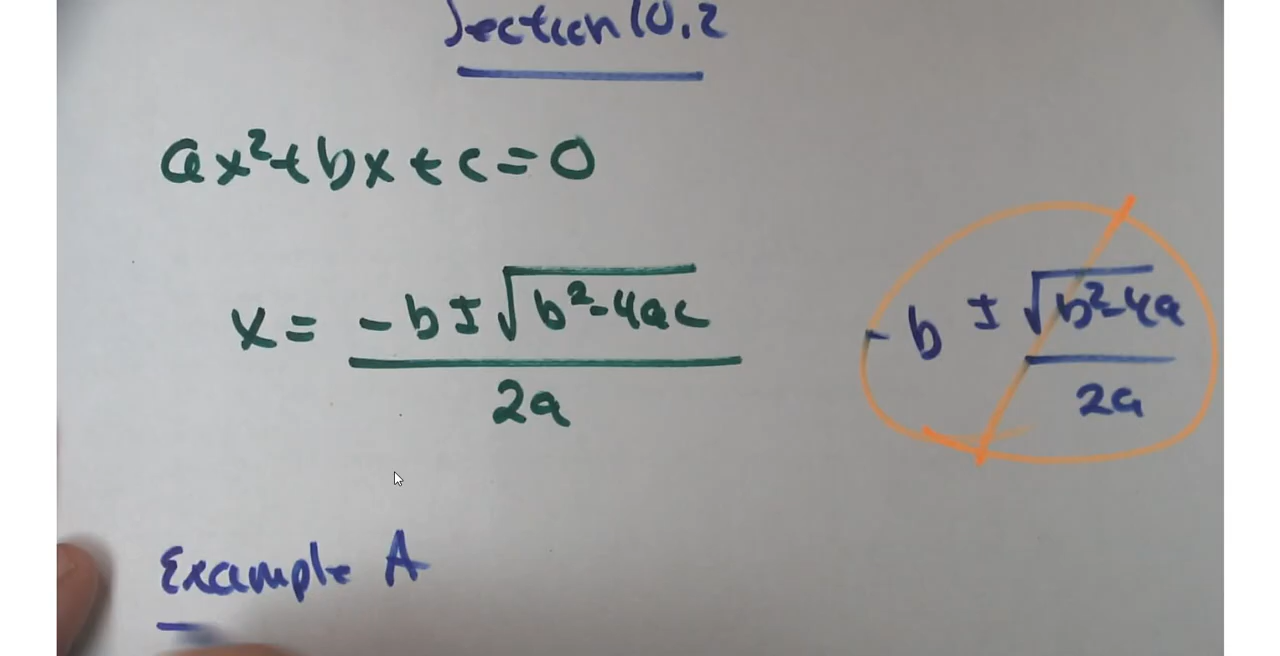 Section 10.2
ax²+bx+c=0
x = -b ± √b²-4ac
2a
-b ± √b²-4a
2a
Example A